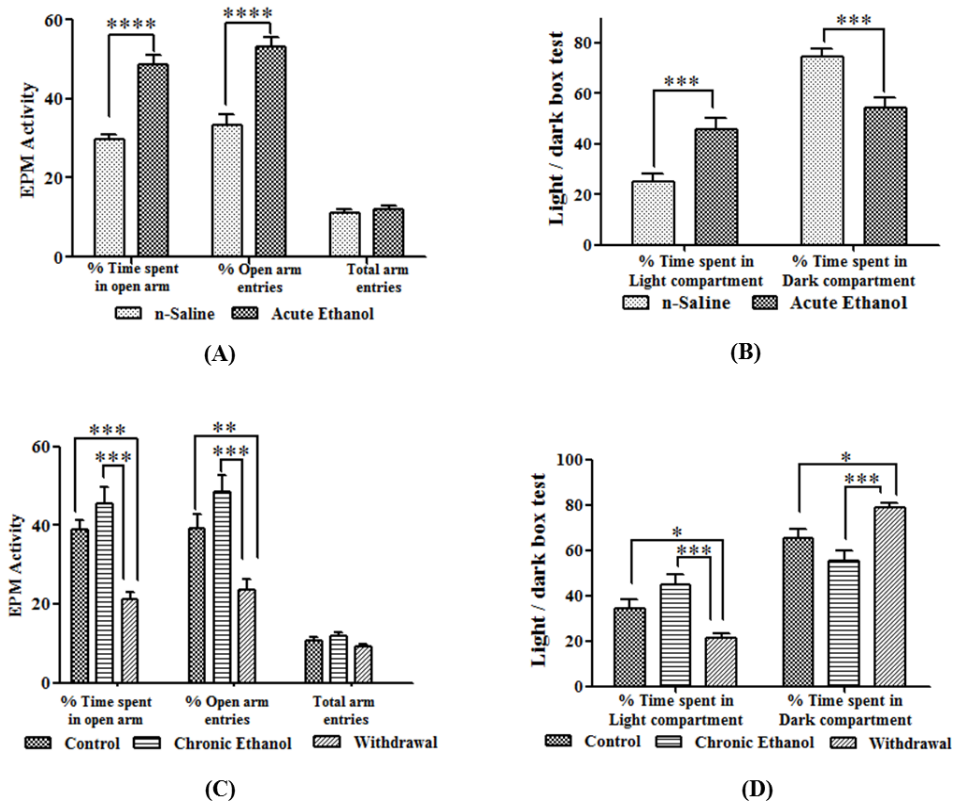 60
40
20
0
EPM Activity
****
****
% Time spent
in open arm
% Open arm
entries
Total arm
entries
n-Saline
Acute Ethanol
(A)
80
60
40
20
0
Light / dark box test
***
***
% Time spent in
Light compartment
% Time spent in
Dark compartment
n-Saline
Acute Ethanol
(B)
60
40
20
0
EPM Activity
***
***
**
***
% Time spent
in open arm
% Open arm
entries
Total arm
entries
Control
Chronic Ethanol
Withdrawal
(C)
100
80
60
40
20
0
Light / dark box test
*
***
*
***
% Time spent in
Light compartment
% Time spent in
Dark compartment
Control
Chronic Ethanol
Withdrawal
(D)